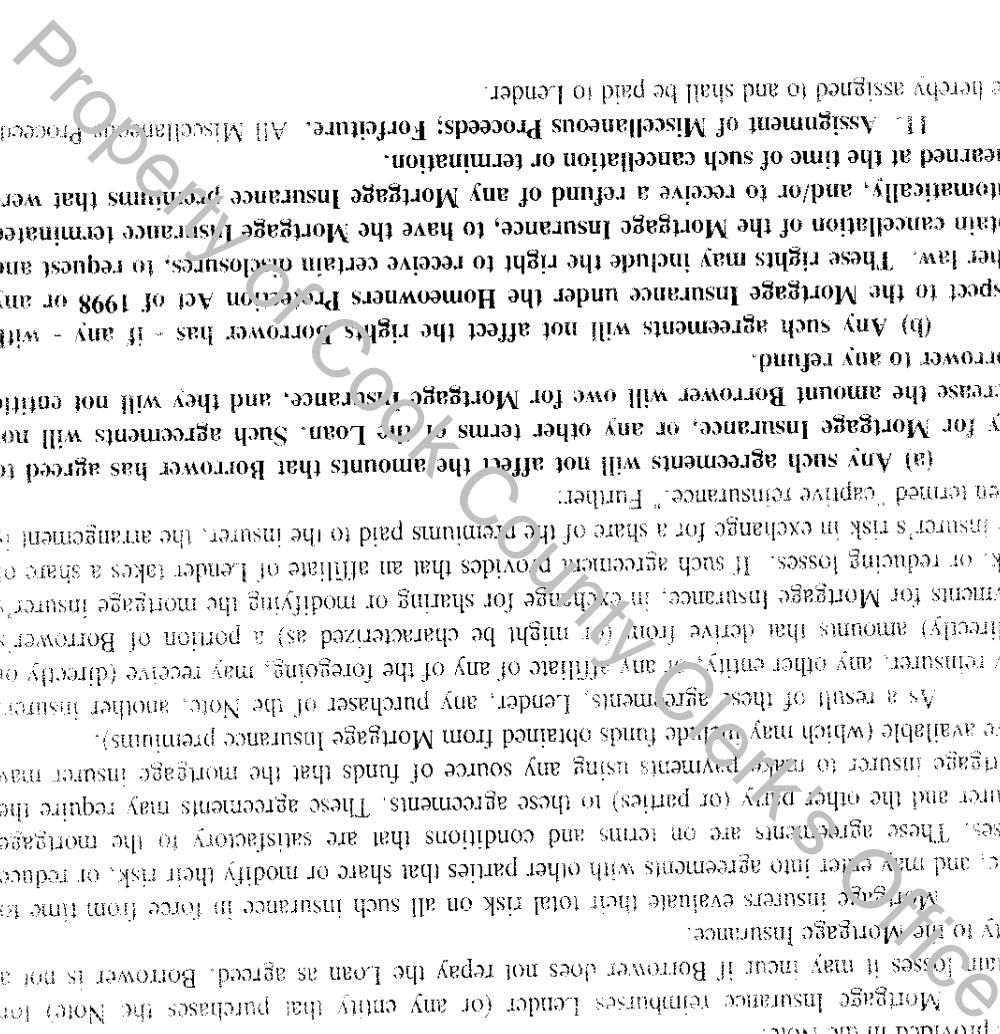 provided in the Note.
Mortgage Insurance reimburses Lender (or any entity that purchases the Note) for
tain losses it may incur if Borrower does not repay the Loan as agreed. Borrower is not a
ty to the Mortgage Insurance.
Mortgage insurers evaluate their total risk on all such insurance in force from time to
e, and may enter into agreements with other parties that share or modify their risk, or reduce
ses. These agreements are on terms and conditions that are satisfactory to the mortgage
urer and the other party (or parties) to these agreements. These agreements may require the
rtgage insurer to make payments using any source of funds that the mortgage insurer may
ve available (which may include funds obtained from Mortgage Insurance premiums).
As a result of these agreements, Lender, any purchaser of the Note, another insurer,
y reinsurer, any other entity, or any affiliate of any of the foregoing, may receive (directly or
directly) amounts that derive from (or might be characterized as) a portion of Borrower's
yments for Mortgage Insurance, in exchange for sharing or modifying the mortgage insurer's
k, or reducing losses. If such agreement provides that an affiliate of Lender takes a share of
insurer's risk in exchange for a share of the premiums paid to the insurer, the arrangement is
en termed "captive reinsurance." Further:
(a) Any such agreements will not affect the amounts that Borrower has agreed to
y for Mortgage Insurance, or any other terms of the Loan. Such agreements will not
crease the amount Borrower will owe for Mortgage Insurance, and they will not entitle
rrower to any refund.
(b) Any such agreements will not affect the rights Borrower has - if any - with
spect to the Mortgage Insurance under the Homeowners Protection Act of 1998 or any
her law. These rights may include the right to receive certain disclosures, to request and
tain cancellation of the Mortgage Insurance, to have the Mortgage Insurance terminated
tomatically, and/or to receive a refund of any Mortgage Insurance premiums that were
earned at the time of such cancellation or termination.
11. Assignment of Miscellaneous Proceeds; Forfeiture. All Miscellaneous Proceeds
e hereby assigned to and shall be paid to Lender.
Property of Cook County Clerk's Office